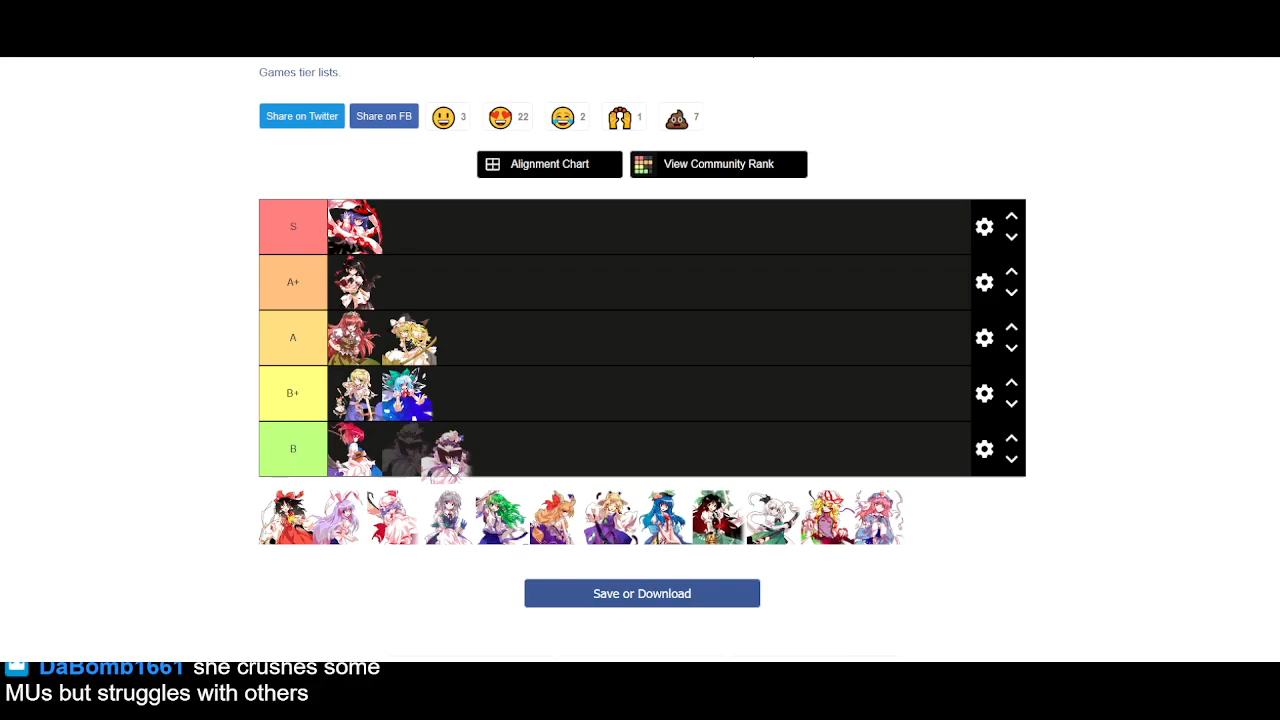 Games tier lists.
Share on Twitter
Share on FB
3
22
2
1
7
Alignment Chart
View Community Rank
S
A+
A
B+
B
Save or Download
DaBomb1661 she crushes some
MUs but struggles with others